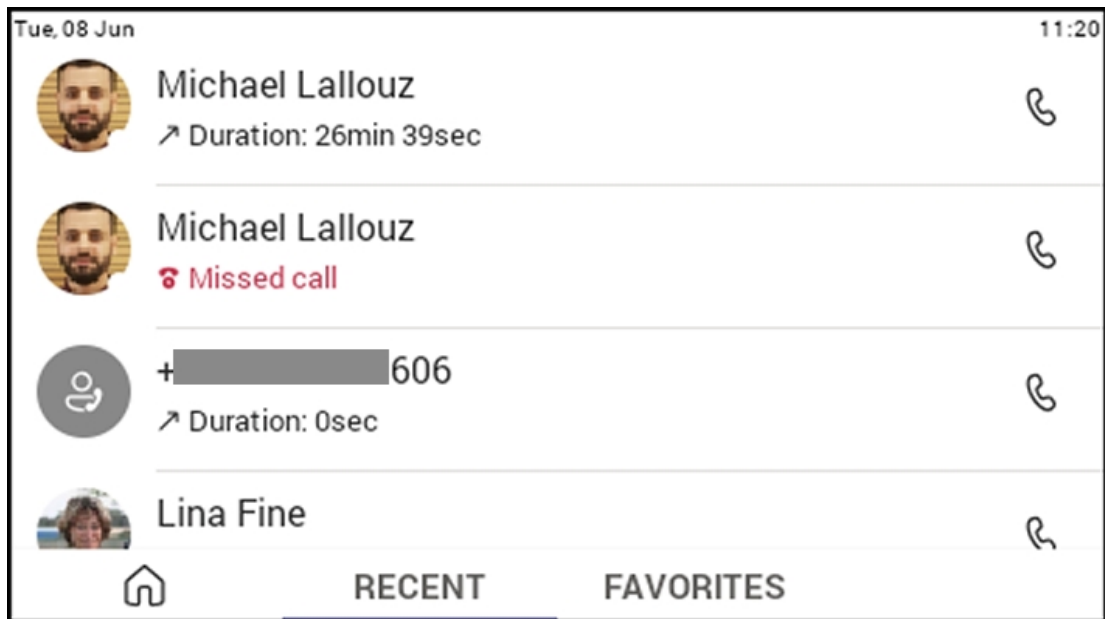 Tue, 08 Jun 11:20
Michael Lallouz
↗ Duration: 26min 39sec
Michael Lallouz
Missed call
+ 606
↗ Duration: 0sec
Lina Fine
RECENT FAVORITES